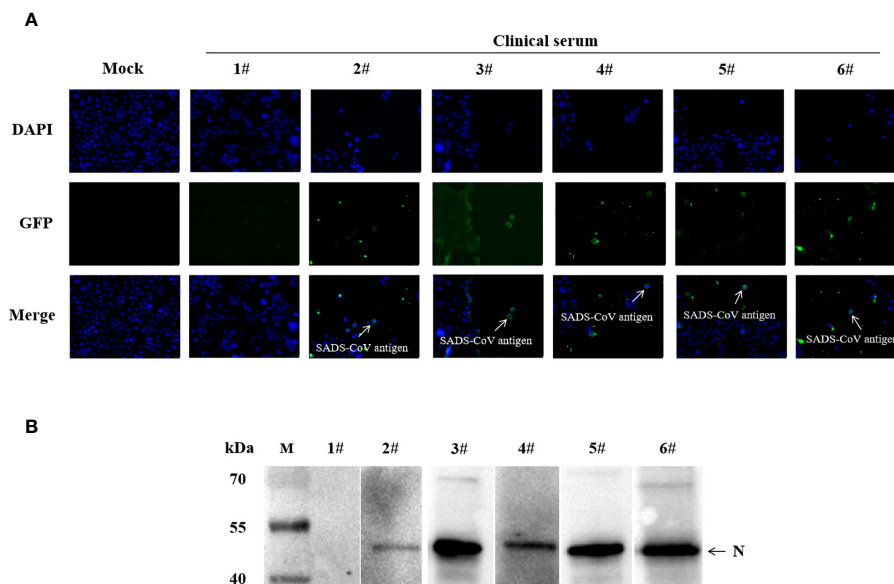 A
Clinical serum
Mock 1# 2# 3# 4# 5# 6#
DAPI
GFP
Merge
SADS-CoV antigen SADS-CoV antigen SADS-CoV antigen SADS-CoV antigen SADS-CoV antigen
B
kDa M 1# 2# 3# 4# 5# 6#
70
55
← N
40